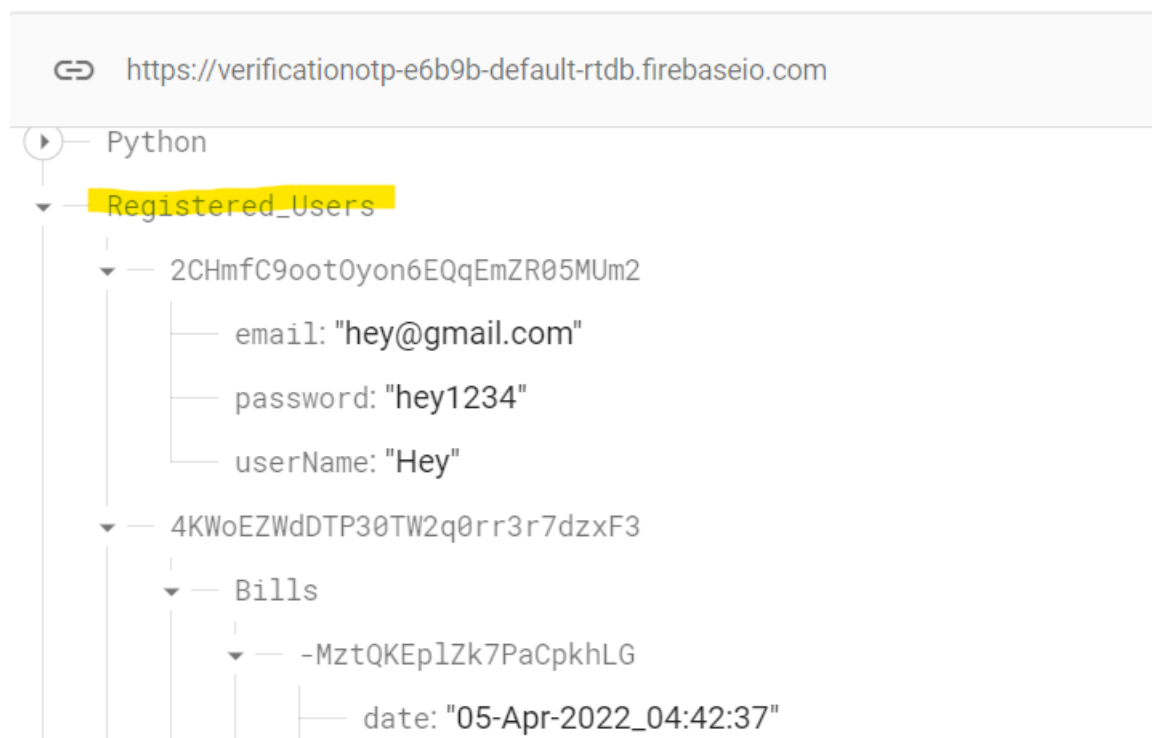 https://verificationotp-e6b9b-default-rtdb.firebaseio.com
Python
Registered_Users
2CHmfC9ootOyon6EQqEmZR05MUm2
email: "hey@gmail.com"
password: "hey1234"
userName: "Hey"
4KWoEZWdDTP30TW2q0rr3r7dzxF3
Bills
-MztQKEplZk7PaCpkhLG
date: "05-Apr-2022_04:42:37"